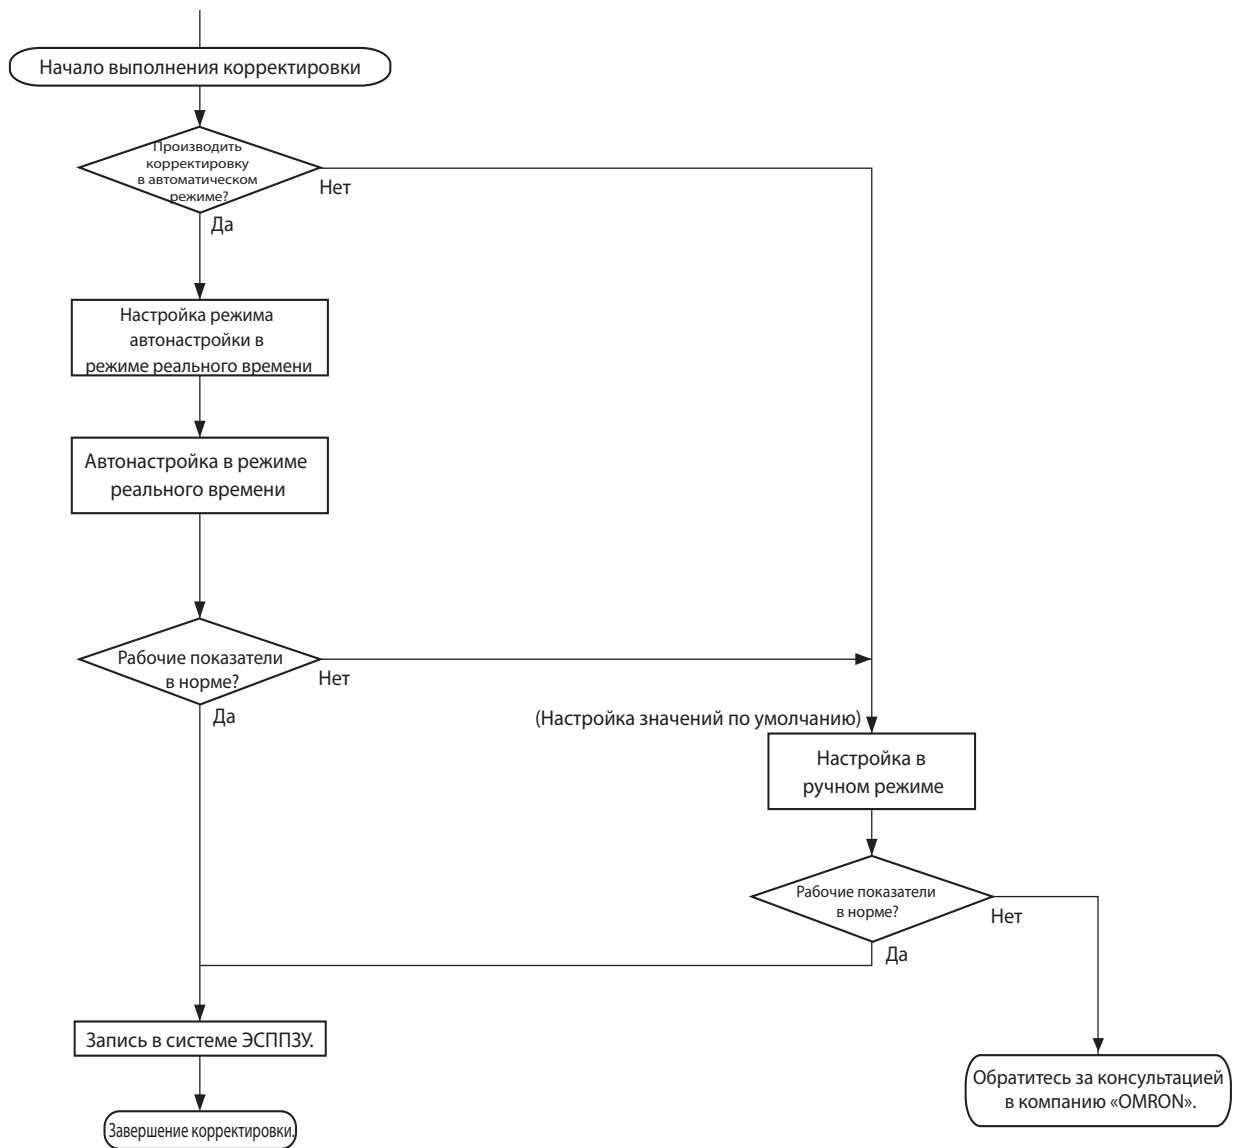 Начало выполнения корректировки
Производить
корректировку
в автоматическом
режиме?
Нет
Да
Настройка режима
автонастройки в
режиме реального времени
Автонастройка в режиме
реального времени
Рабочие показатели
в норме?
Нет
Да
(Настройка значений по умолчанию)
Настройка в
ручном режиме
Рабочие показатели
в норме?
Нет
Да
Запись в системе ЭСППЗУ.
Обратитесь за консультацией
в компанию «OMRON».
Завершение корректировки.